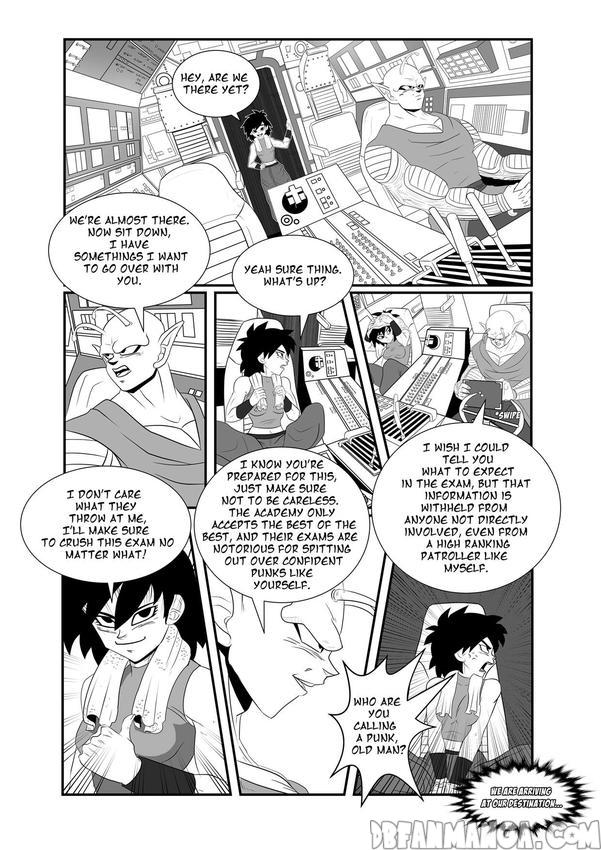 HEY, ARE WE
THERE YET?
WE'RE ALMOST THERE.
NOW SIT DOWN,
I HAVE
SOMETHINGS I WANT
TO GO OVER WITH
YOU.
YEAH SURE THING.
WHAT'S UP?
*SWIPE
I WISH I COULD
TELL YOU
WHAT TO EXPECT
IN THE EXAM, BUT THAT
INFORMATION IS
WITHHELD FROM
ANYONE NOT DIRECTLY
INVOLVED, EVEN FROM
A HIGH RANKING
PATROLLER LIKE
MYSELF.
I KNOW YOU'RE
PREPARED FOR THIS,
JUST MAKE SURE
NOT TO BE CARELESS.
THE ACADEMY ONLY
ACCEPTS THE BEST OF THE
BEST, AND THEIR EXAMS ARE
NOTORIOUS FOR SPITTING
OUT OVER CONFIDENT
PUNKS LIKE
YOURSELF.
I DON'T CARE
WHAT THEY
THROW AT ME,
I'LL MAKE SURE
TO CRUSH THIS EXAM NO
MATTER WHAT!
WHO ARE
YOU
CALLING
A PUNK,
OLD MAN?
WE ARE ARRIVING
AT OUR DESTINATION...
DBFANMANGA.COM